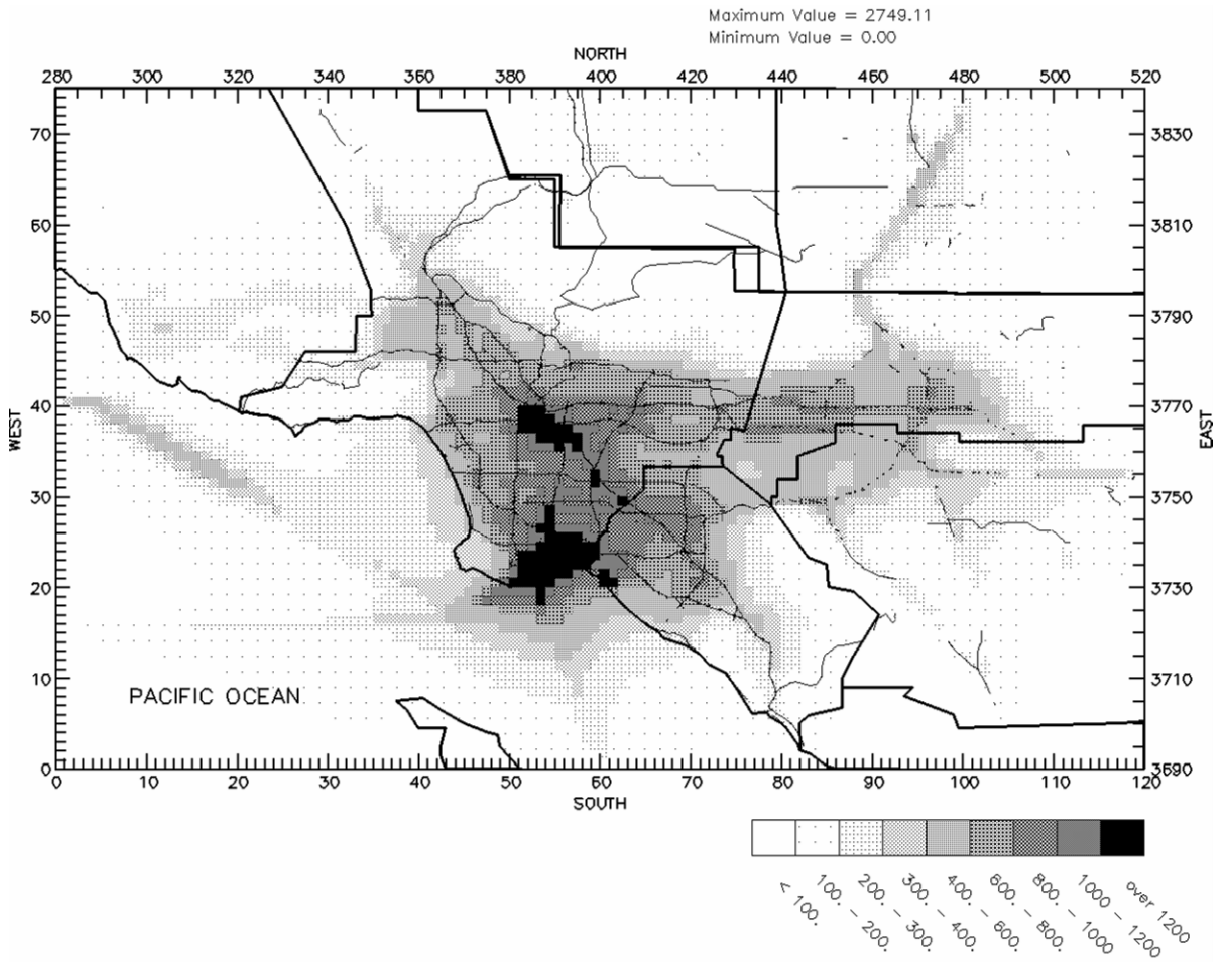 Maximum Value = 2749.11
Minimum Value = 0.00
NORTH
280 300 320 340 360 380 400 420 440 460 480 500 520
70 3830
60 3810
50 3790
40 3770
WEST EAST
30 3750
20 3730
10 3710
PACIFIC OCEAN
0 3690
0 10 20 30 40 50 60 70 80 90 100 110 120
SOUTH
< 100.
100. - 200.
200. - 300.
300. - 400.
400. - 600.
600. - 800.
800. - 1000
1000 - 1200
over 1200